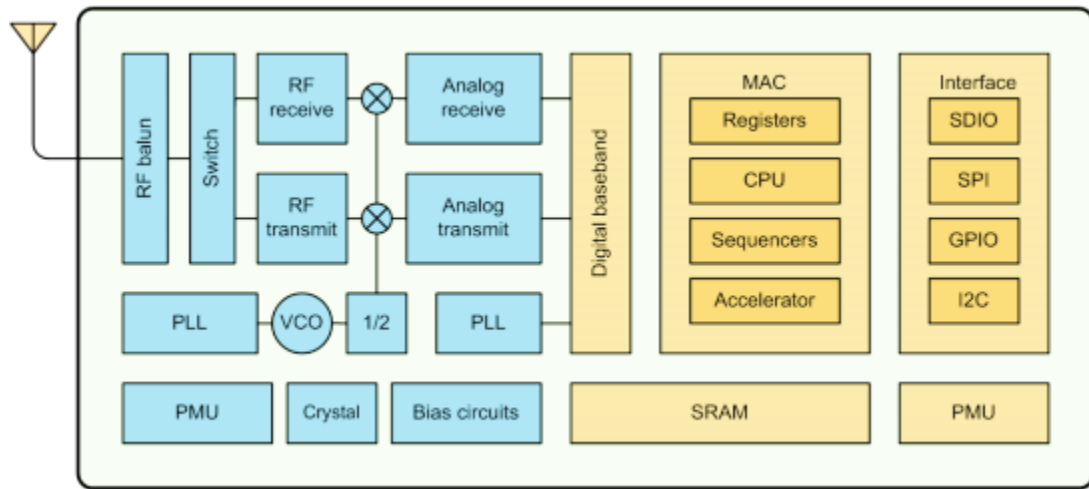 RF balun
Switch
RF
receive
Analog
receive
RF
transmit
Analog
transmit
PLL
VCO
1/2
PLL
Digital baseband
MAC
Registers
CPU
Sequencers
Accelerator
Interface
SDIO
SPI
GPIO
I2C
PMU
Crystal
Bias circuits
SRAM
PMU